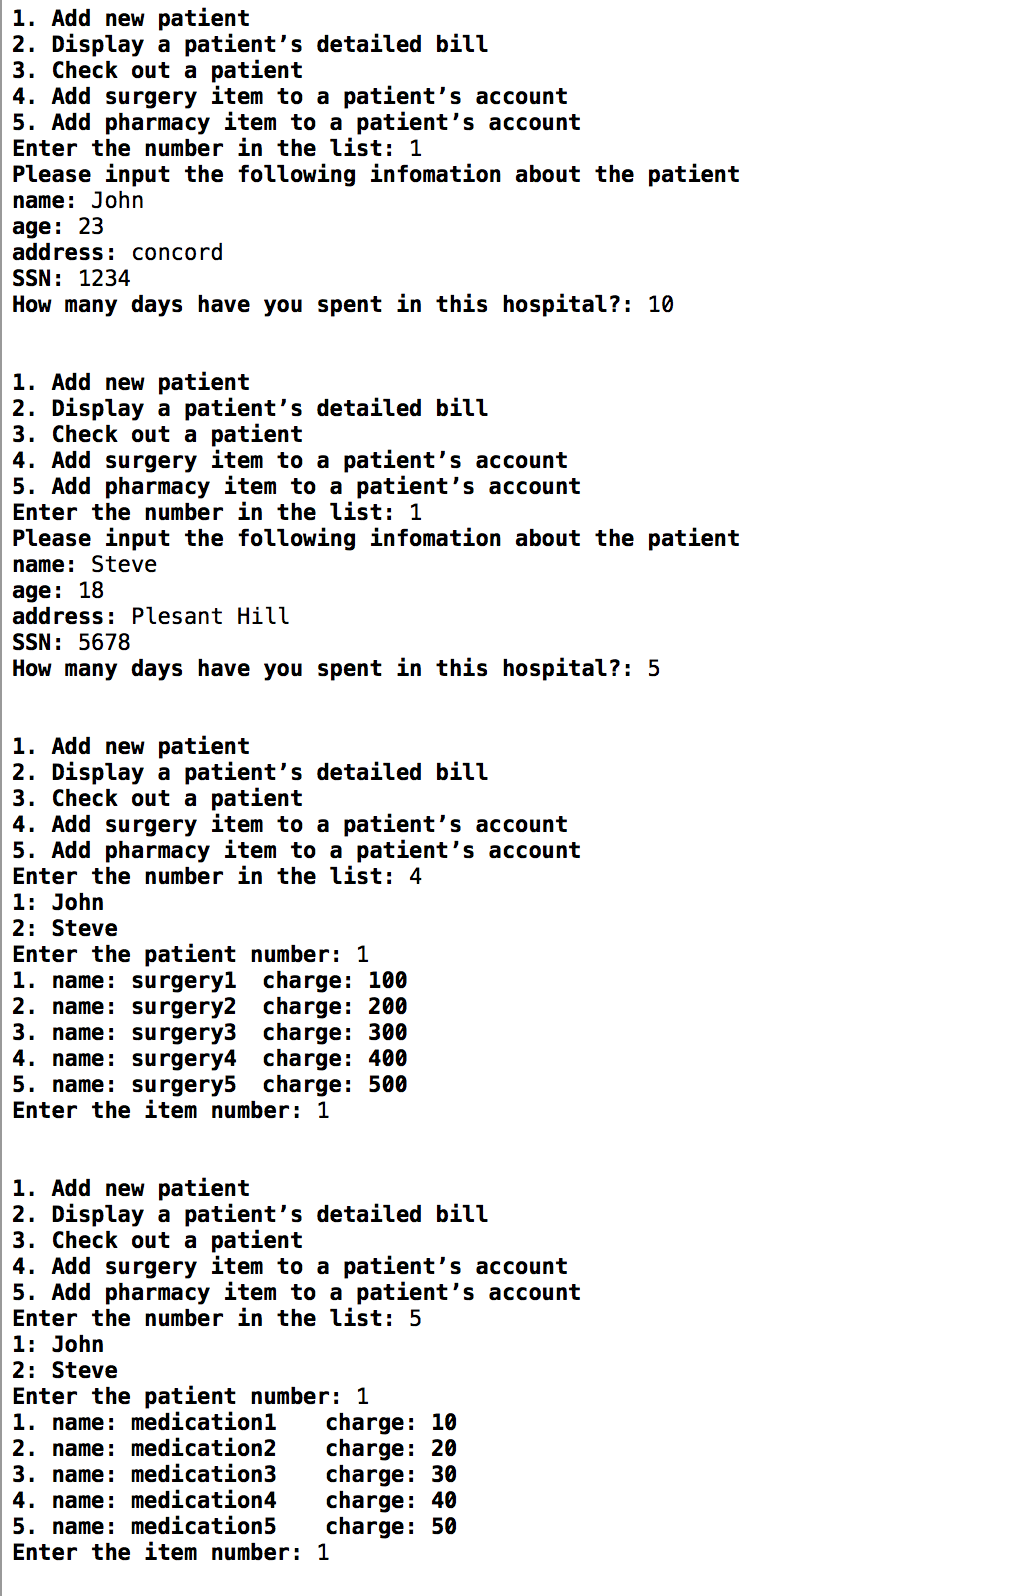 1. Add new patient
2. Display a patient’s detailed bill
3. Check out a patient
4. Add surgery item to a patient’s account
5. Add pharmacy item to a patient’s account
Enter the number in the list: 1
Please input the following infomation about the patient
name: John
age: 23
address: concord
SSN: 1234
How many days have you spent in this hospital?: 10
1. Add new patient
2. Display a patient’s detailed bill
3. Check out a patient
4. Add surgery item to a patient’s account
5. Add pharmacy item to a patient’s account
Enter the number in the list: 1
Please input the following infomation about the patient
name: Steve
age: 18
address: Plesant Hill
SSN: 5678
How many days have you spent in this hospital?: 5
1. Add new patient
2. Display a patient’s detailed bill
3. Check out a patient
4. Add surgery item to a patient’s account
5. Add pharmacy item to a patient’s account
Enter the number in the list: 4
1: John
2: Steve
Enter the patient number: 1
1. name: surgery1  charge: 100
2. name: surgery2  charge: 200
3. name: surgery3  charge: 300
4. name: surgery4  charge: 400
5. name: surgery5  charge: 500
Enter the item number: 1
1. Add new patient
2. Display a patient’s detailed bill
3. Check out a patient
4. Add surgery item to a patient’s account
5. Add pharmacy item to a patient’s account
Enter the number in the list: 5
1: John
2: Steve
Enter the patient number: 1
1. name: medication1    charge: 10
2. name: medication2    charge: 20
3. name: medication3    charge: 30
4. name: medication4    charge: 40
5. name: medication5    charge: 50
Enter the item number: 1